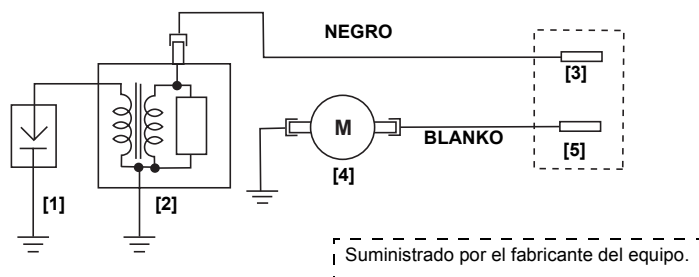 NEGRO
[3]
M
BLANKO
[5]
[4]
[1]
[2]
Suministrado por el fabricante del equipo.